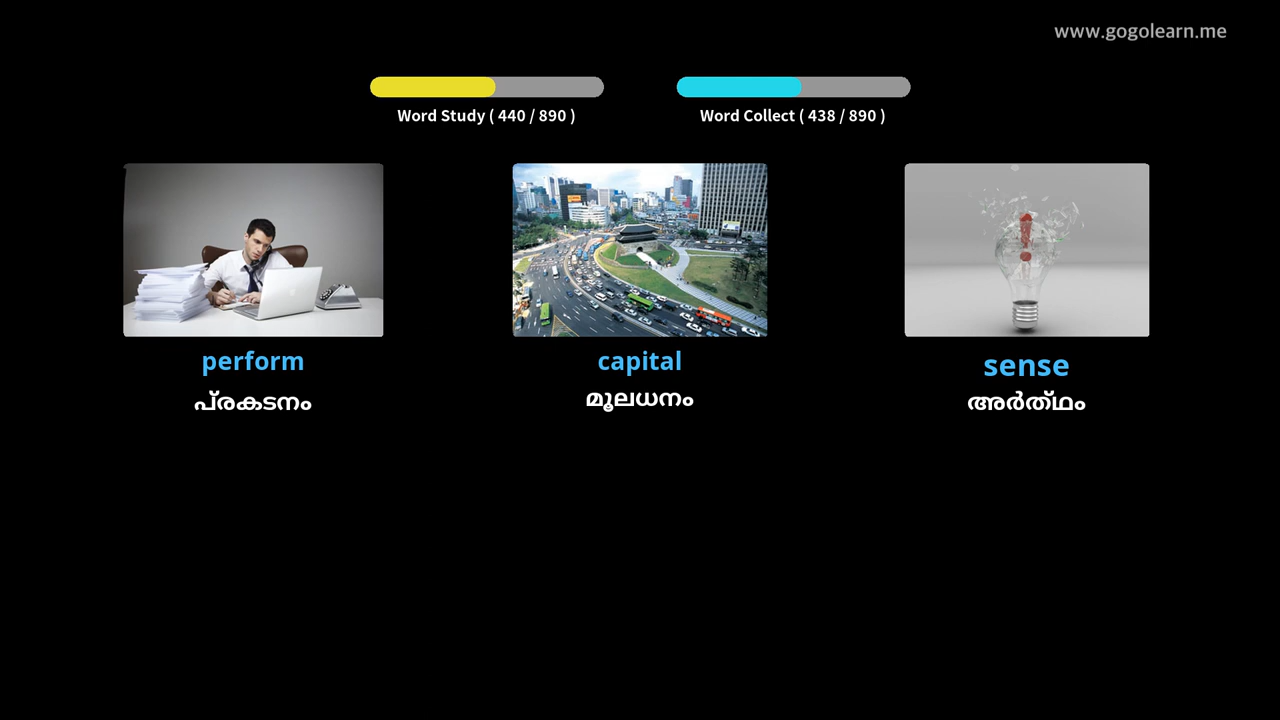 www.gogolearn.me
Word Study ( 440 / 890 )
Word Collect ( 438 / 890 )
perform
പ്രകടനം
capital
മൂലധനം
sense
അർത്ഥം